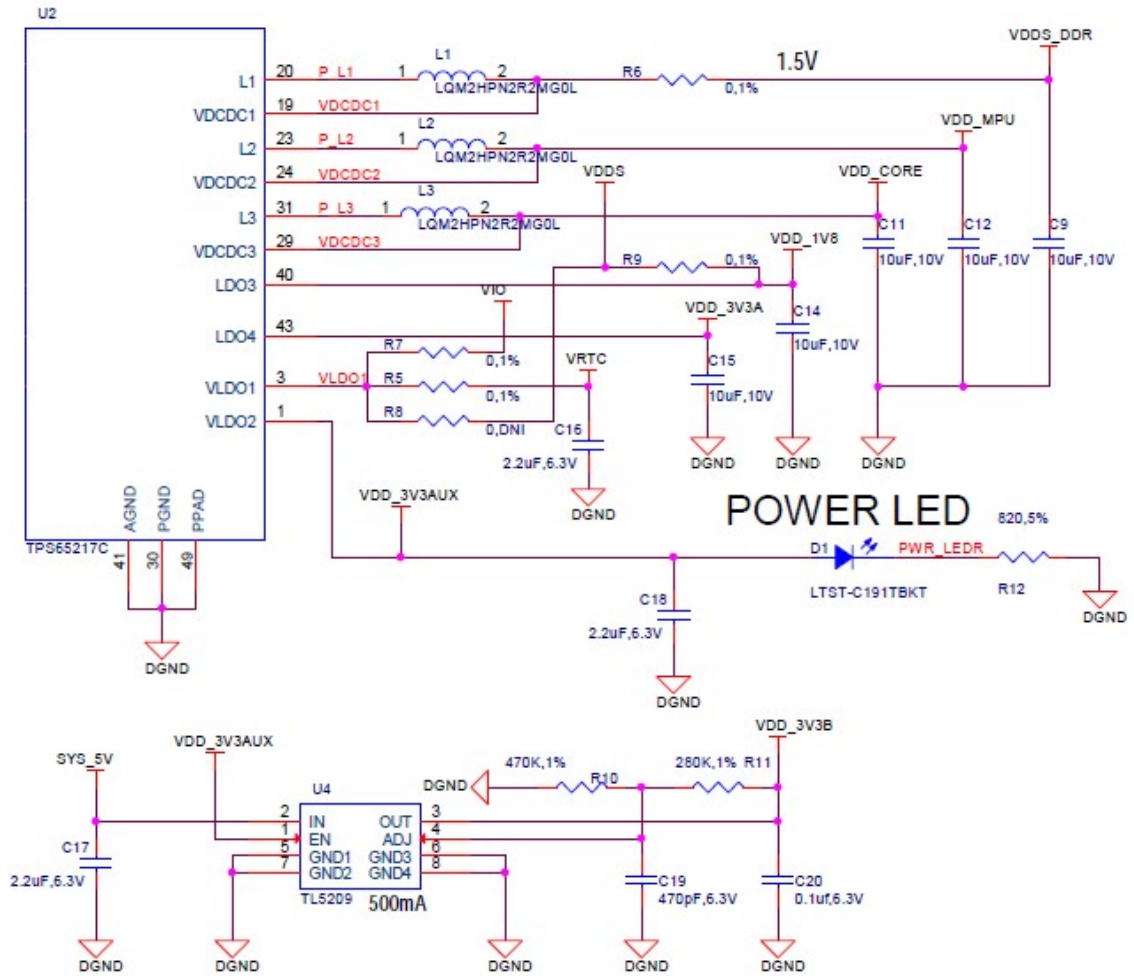 U2
VDDS_DDR
L1 20 P_L1 1 L1 2 R6 1.5V
LQM2HPN2R2MG0L 0,1%
VDCDC1 19 VDCDC1
L2 VDD_MPU
L2 23 P_L2 1 2
LQM2HPN2R2MG0L
VDCDC2 24 VDCDC2 VDDS VDD_CORE
L3
L3 31 P_L3 1 2
LQM2HPN2R2MG0L C11 C12 C9
VDCDC3 29 VDCDC3 VDD_1V8
10uF,10V 10uF,10V 10uF,10V
R9 0,1%
LDO3 40
VIO VDD_3V3A C14
LDO4 43 10uF,10V
R7 0,1% VRTC C15
VLDO1 3 VLDO1 R5 0,1% 10uF,10V
R8 0,DNI C16
VLDO2 1
2.2uF,6.3V DGND DGND DGND
DGND
VDD_3V3AUX
POWER LED
820,5%
AGND PGND PPAD
TPS65217C
41 30 49
D1 PWR_LEDR
LTST-C191TBKT R12
C18
2.2uF,6.3V
DGND
DGND
DGND
VDD_3V3B
VDD_3V3AUX
SYS_5V
470K,1% 280K,1% R11
DGND R10
U4
2 IN OUT 3
1 EN ADJ 4
5 GND1 GND3 6
7 GND2 GND4 8
TL5209 500mA
C17
2.2uF,6.3V
C19
470pF,6.3V
C20
0.1uf,6.3V
DGND DGND DGND DGND DGND